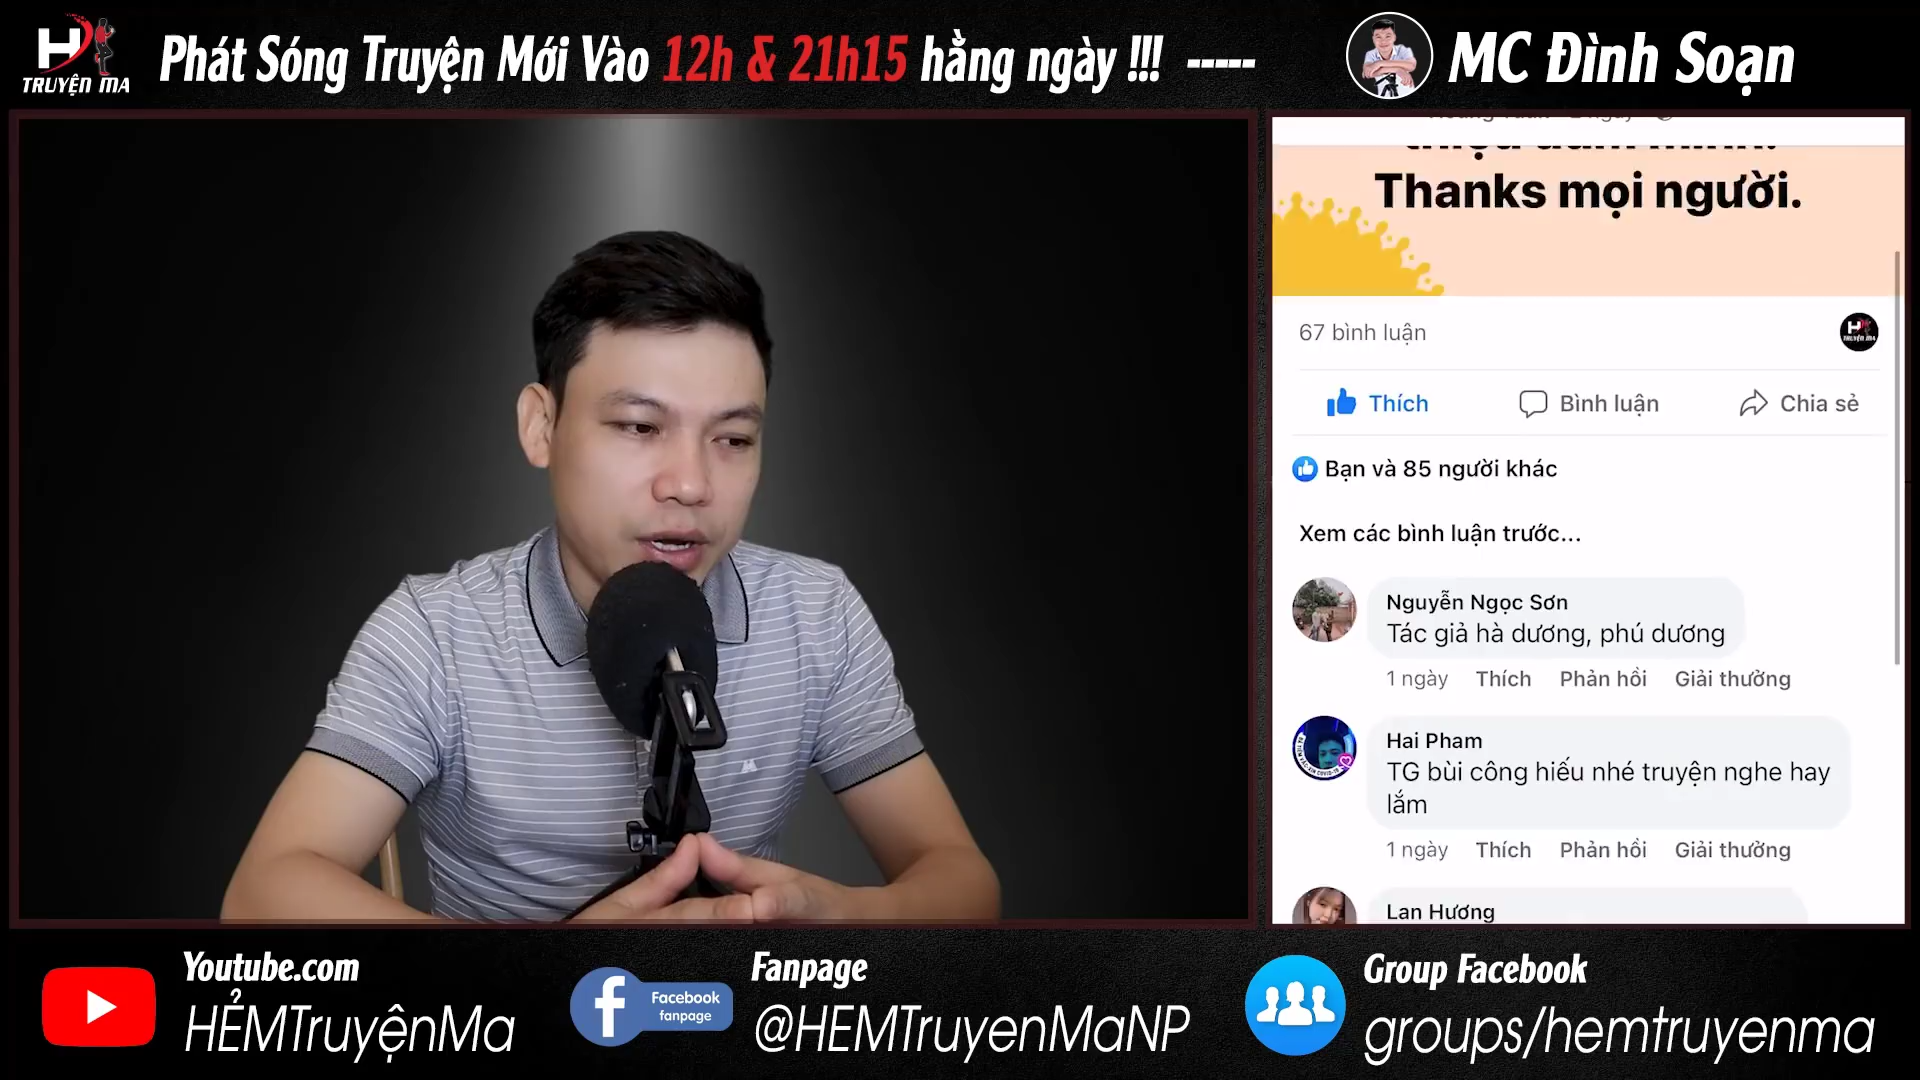 H
TRUYỆN MA
Phát Sóng Truyện Mới Vào 12h & 21h15 hằng ngày !!! -----
MC Đình Soạn
Thanks mọi người.
67 bình luận
Thích
Bình luận
Chia sẻ
Bạn và 85 người khác
Xem các bình luận trước...
Nguyễn Ngọc Sơn
Tác giả hà dương, phú dương
1 ngày Thích Phản hồi Giải thưởng
Hai Pham
TG bùi công hiếu nhé truyện nghe hay
lắm
1 ngày Thích Phản hồi Giải thưởng
Lan Hương
Youtube.com
HẺMTruyệnMa
Facebook
fanpage
Fanpage
@HEMTruyenMaNP
Group Facebook
groups/hemtruyenma